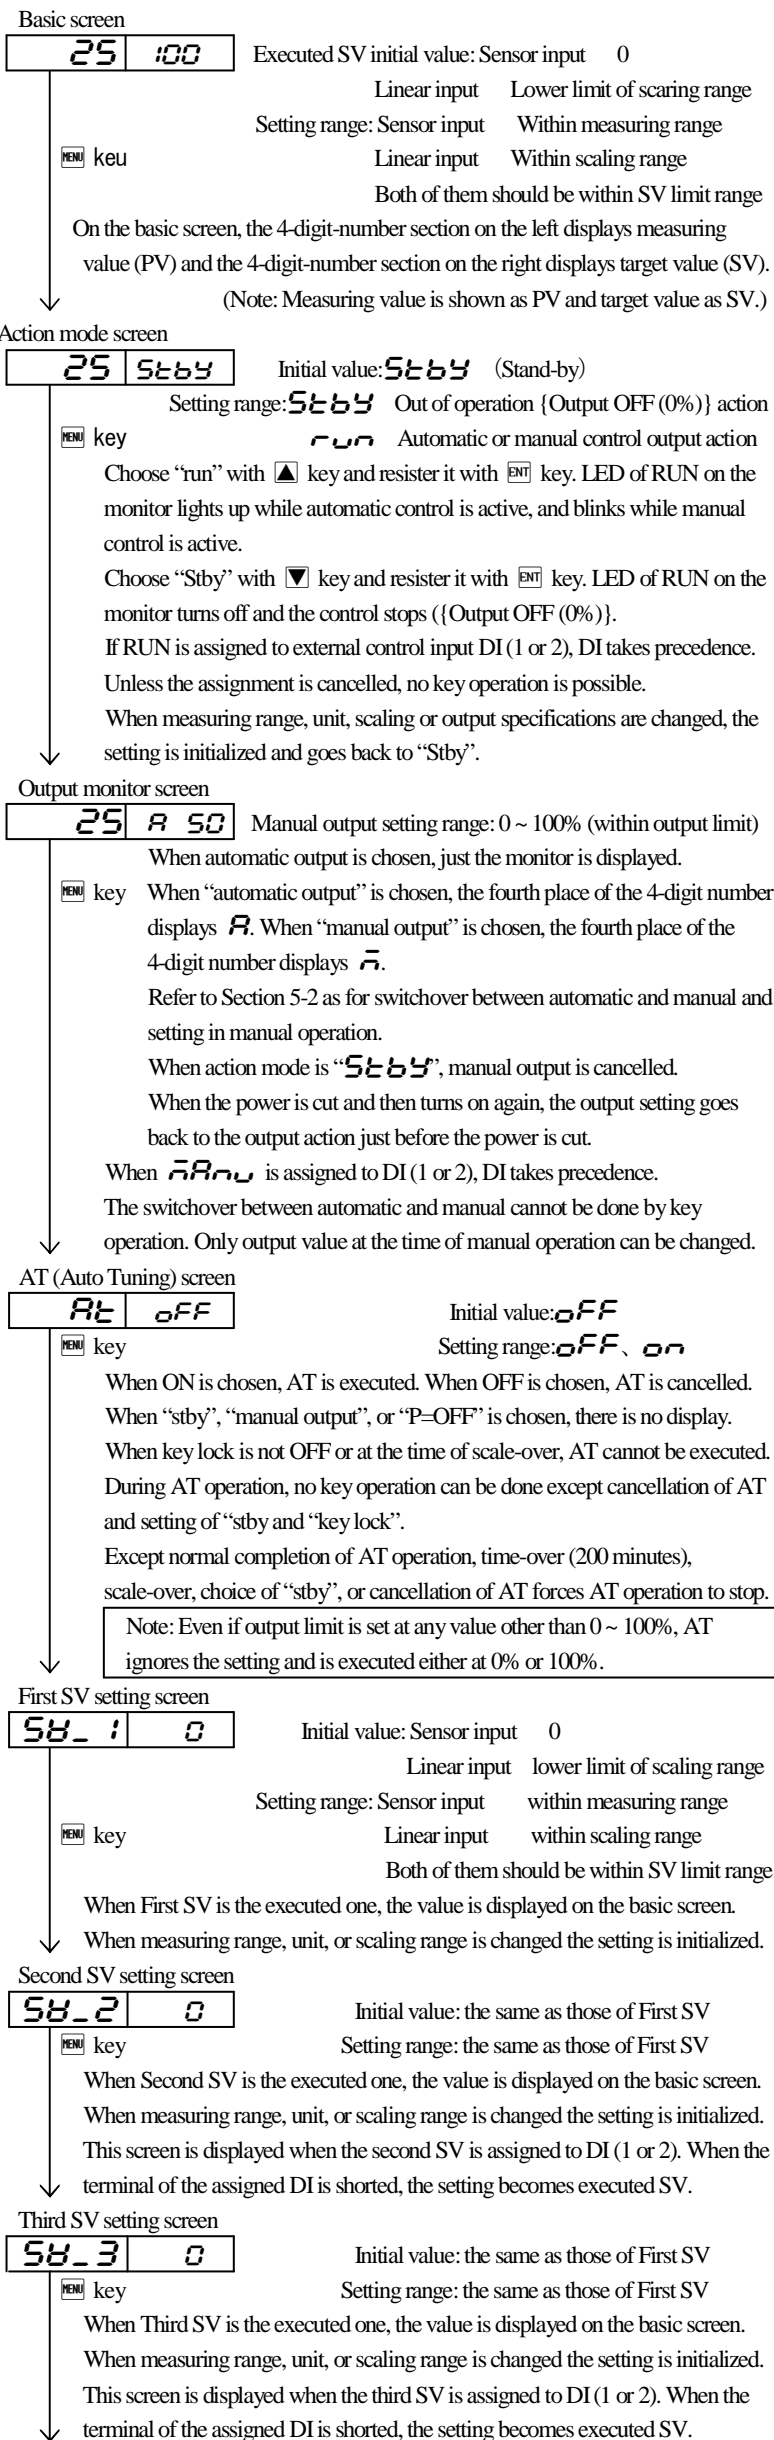 Basic screen
25 100 Executed SV initial value: Sensor input 0
Linear input Lower limit of scaring range
Setting range: Sensor input Within measuring range
MENU keu Linear input Within scaling range
Both of them should be within SV limit range
On the basic screen, the 4-digit-number section on the left displays measuring
value (PV) and the 4-digit-number section on the right displays target value (SV).
(Note: Measuring value is shown as PV and target value as SV.)
Action mode screen
25 Stby Initial value: Stby (Stand-by)
Setting range: Stby Out of operation {Output OFF (0%)} action
MENU key run Automatic or manual control output action
Choose “run” with ▲ key and resister it with ENT key. LED of RUN on the
monitor lights up while automatic control is active, and blinks while manual
control is active.
Choose “Stby” with ▼ key and resister it with ENT key. LED of RUN on the
monitor turns off and the control stops ({Output OFF (0%)}.
If RUN is assigned to external control input DI (1 or 2), DI takes precedence.
Unless the assignment is cancelled, no key operation is possible.
When measuring range, unit, scaling or output specifications are changed, the
setting is initialized and goes back to “Stby”.
Output monitor screen
25 A 50 Manual output setting range: 0 ~ 100% (within output limit)
When automatic output is chosen, just the monitor is displayed.
MENU key When “automatic output” is chosen, the fourth place of the 4-digit number
displays A. When “manual output” is chosen, the fourth place of the
4-digit number displays n̄.
Refer to Section 5-2 as for switchover between automatic and manual and
setting in manual operation.
When action mode is “Stby”, manual output is cancelled.
When the power is cut and then turns on again, the output setting goes
back to the output action just before the power is cut.
When n̄Anu is assigned to DI (1 or 2), DI takes precedence.
The switchover between automatic and manual cannot be done by key
operation. Only output value at the time of manual operation can be changed.
AT (Auto Tuning) screen
At oFF Initial value: oFF
MENU key Setting range: oFF、 on
When ON is chosen, AT is executed. When OFF is chosen, AT is cancelled.
When “stby”, “manual output”, or “P=OFF” is chosen, there is no display.
When key lock is not OFF or at the time of scale-over, AT cannot be executed.
During AT operation, no key operation can be done except cancellation of AT
and setting of “stby and “key lock”.
Except normal completion of AT operation, time-over (200 minutes),
scale-over, choice of “stby”, or cancellation of AT forces AT operation to stop.
Note: Even if output limit is set at any value other than 0 ~ 100%, AT
ignores the setting and is executed either at 0% or 100%.
First SV setting screen
SV_1 0 Initial value: Sensor input 0
Linear input lower limit of scaling range
Setting range: Sensor input within measuring range
MENU key Linear input within scaling range
Both of them should be within SV limit range
When First SV is the executed one, the value is displayed on the basic screen.
When measuring range, unit, or scaling range is changed the setting is initialized.
Second SV setting screen
SV_2 0 Initial value: the same as those of First SV
MENU key Setting range: the same as those of First SV
When Second SV is the executed one, the value is displayed on the basic screen.
When measuring range, unit, or scaling range is changed the setting is initialized.
This screen is displayed when the second SV is assigned to DI (1 or 2). When the
terminal of the assigned DI is shorted, the setting becomes executed SV.
Third SV setting screen
SV_3 0 Initial value: the same as those of First SV
MENU key Setting range: the same as those of First SV
When Third SV is the executed one, the value is displayed on the basic screen.
When measuring range, unit, or scaling range is changed the setting is initialized.
This screen is displayed when the third SV is assigned to DI (1 or 2). When the
terminal of the assigned DI is shorted, the setting becomes executed SV.